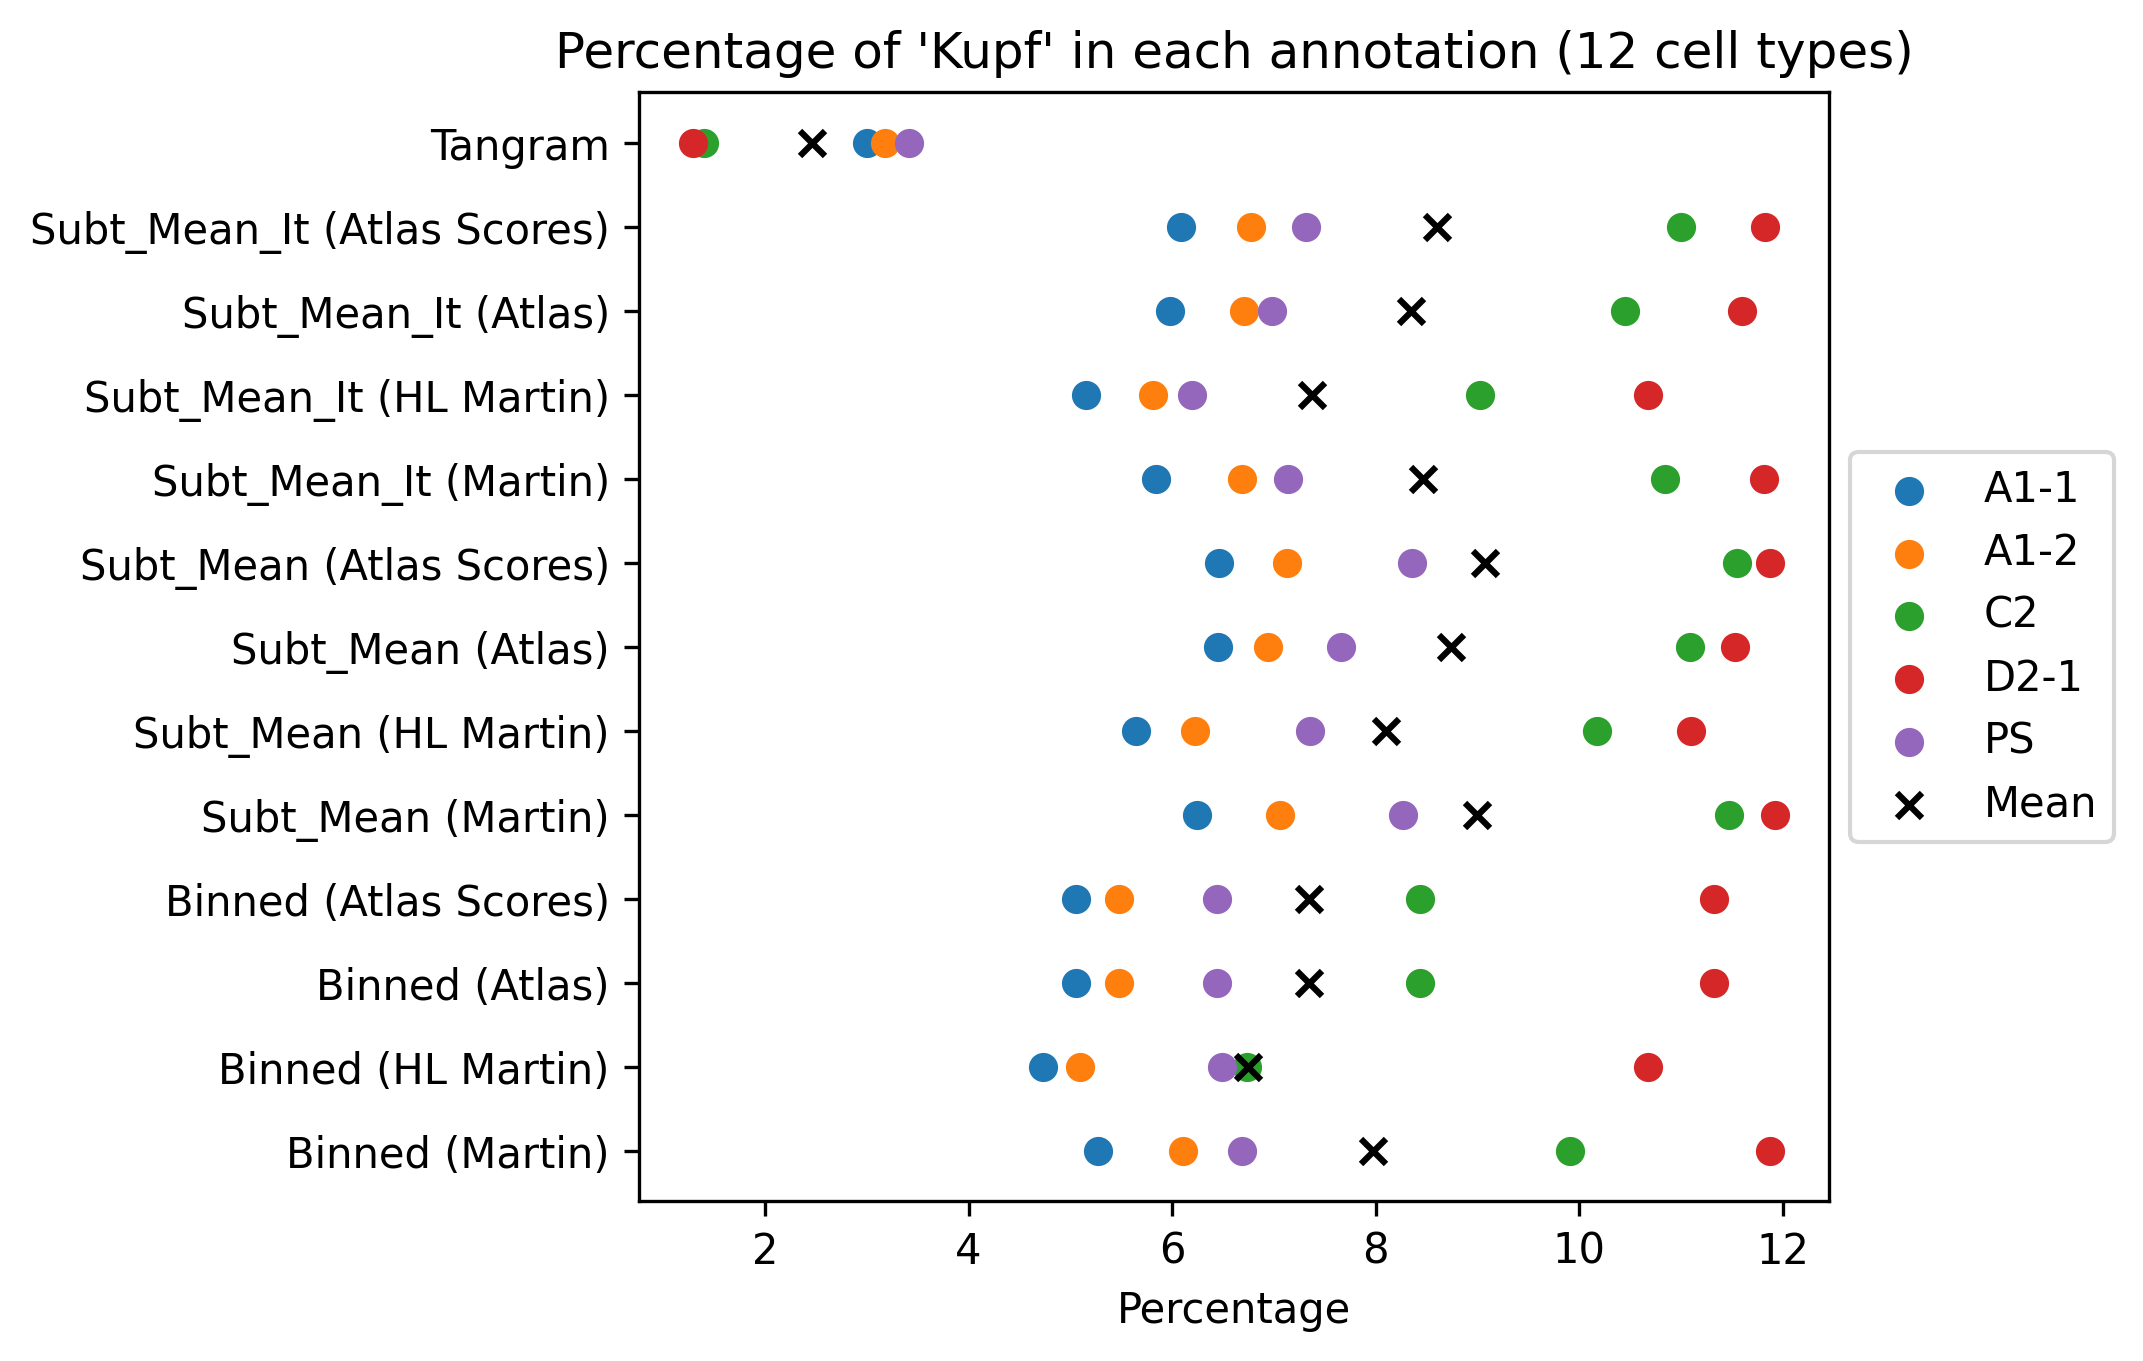 Percentage of 'Kupf' in each annotation (12 cell types)
Tangram
Subt_Mean_It (Atlas Scores)
Subt_Mean_It (Atlas)
Subt_Mean_It (HL Martin)
Subt_Mean_It (Martin)
Subt_Mean (Atlas Scores)
Subt_Mean (Atlas)
Subt_Mean (HL Martin)
Subt_Mean (Martin)
Binned (Atlas Scores)
Binned (Atlas)
Binned (HL Martin)
Binned (Martin)
2 4 6 8 10 12
Percentage
A1-1
A1-2
C2
D2-1
PS
Mean